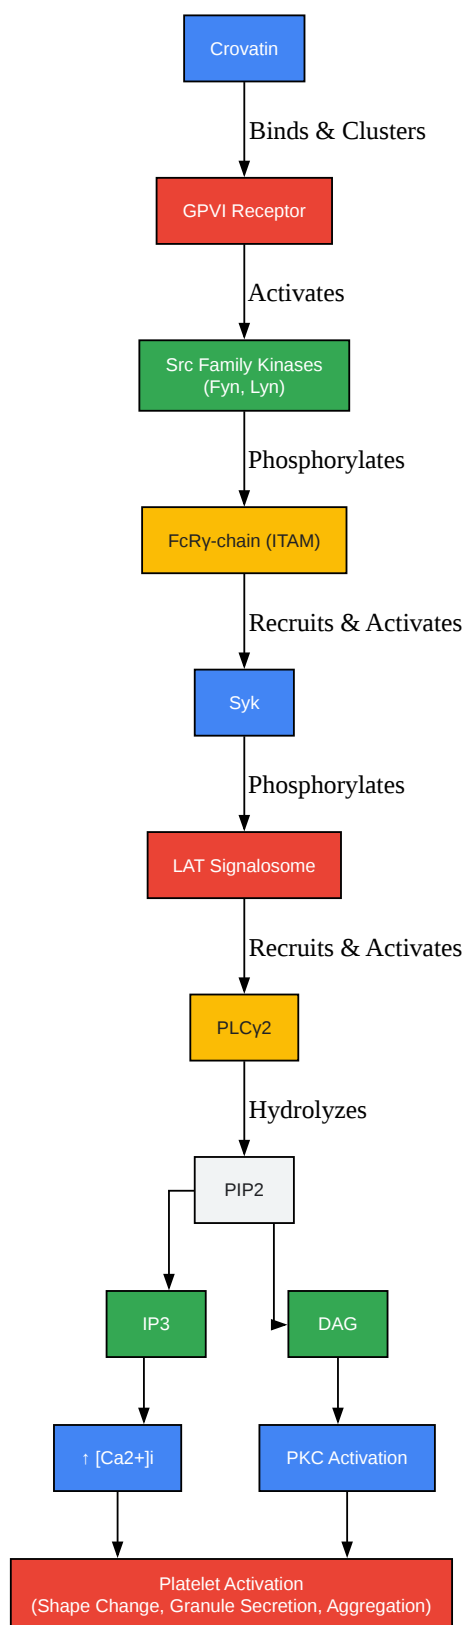 Crovatin
Binds & Clusters
GPVI Receptor
Activates
Src Family Kinases
(Fyn, Lyn)
Phosphorylates
FcRγ-chain (ITAM)
Recruits & Activates
Syk
Phosphorylates
LAT Signalosome
Recruits & Activates
PLCγ2
Hydrolyzes
PIP2
IP3
DAG
↑ [Ca2+]i
PKC Activation
Platelet Activation
(Shape Change, Granule Secretion, Aggregation)